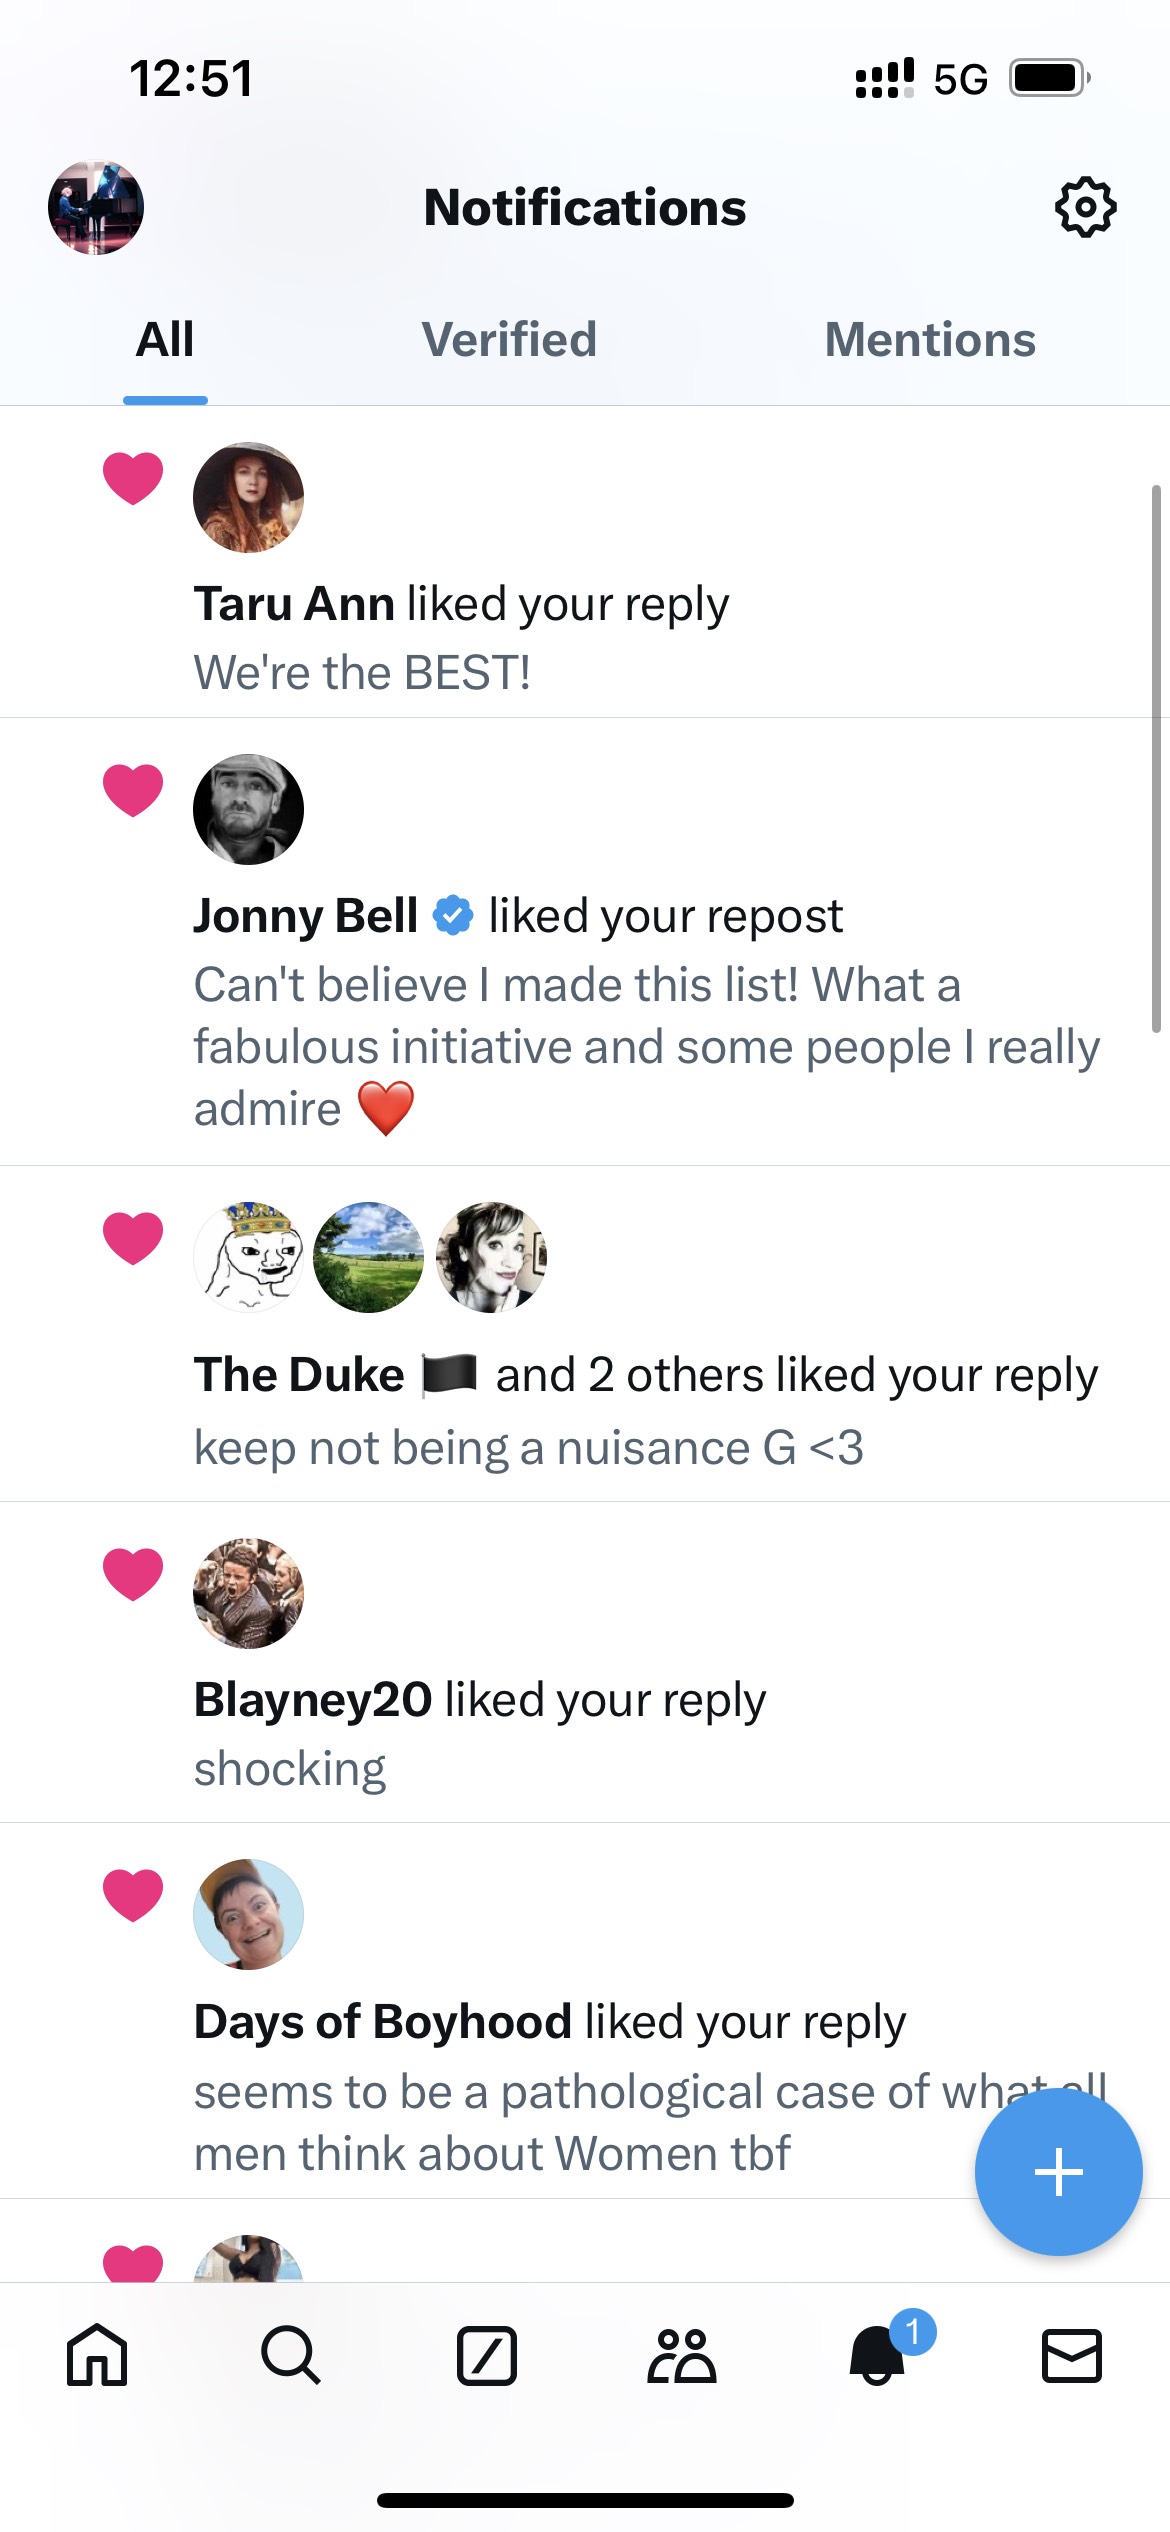 12:51 5G
Notifications
All Verified Mentions
Taru Ann liked your reply
We're the BEST!
Jonny Bell liked your repost
Can't believe I made this list! What a
fabulous initiative and some people I really
admire ❤️
The Duke 🏴 and 2 others liked your reply
keep not being a nuisance G <3
Blayney20 liked your reply
shocking
Days of Boyhood liked your reply
seems to be a pathological case of what all
men think about Women tbf
1